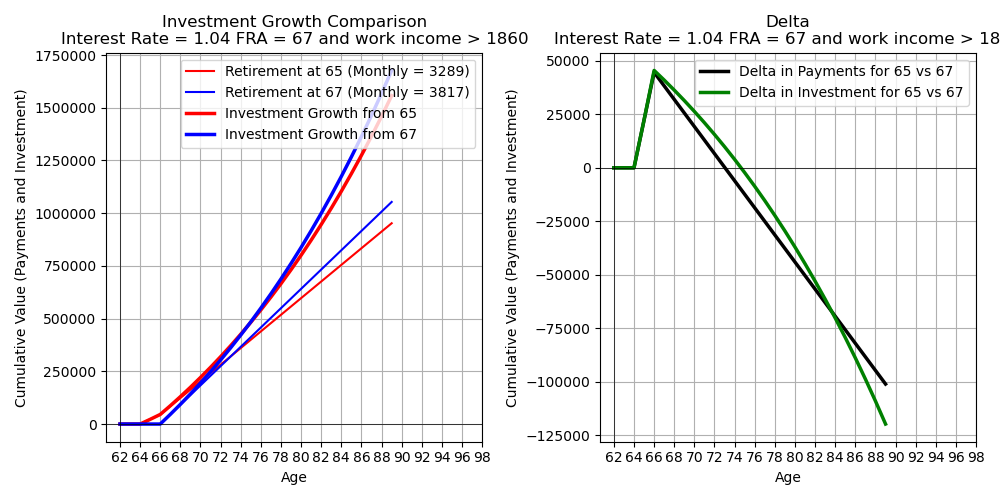 Investment Growth Comparison
Interest Rate = 1.04 FRA = 67 and work income > 1860
Retirement at 65 (Monthly = 3289)
Retirement at 67 (Monthly = 3817)
Investment Growth from 65
Investment Growth from 67
Cumulative Value (Payments and Investment)
1750000
1500000
1250000
1000000
750000
500000
250000
0
62 64 66 68 70 72 74 76 78 80 82 84 86 88 90 92 94 96 98
Age
Delta
Interest Rate = 1.04 FRA = 67 and work income > 18
Delta in Payments for 65 vs 67
Delta in Investment for 65 vs 67
Cumulative Value (Payments and Investment)
50000
25000
0
−25000
−50000
−75000
−100000
−125000
62 64 66 68 70 72 74 76 78 80 82 84 86 88 90 92 94 96 98
Age